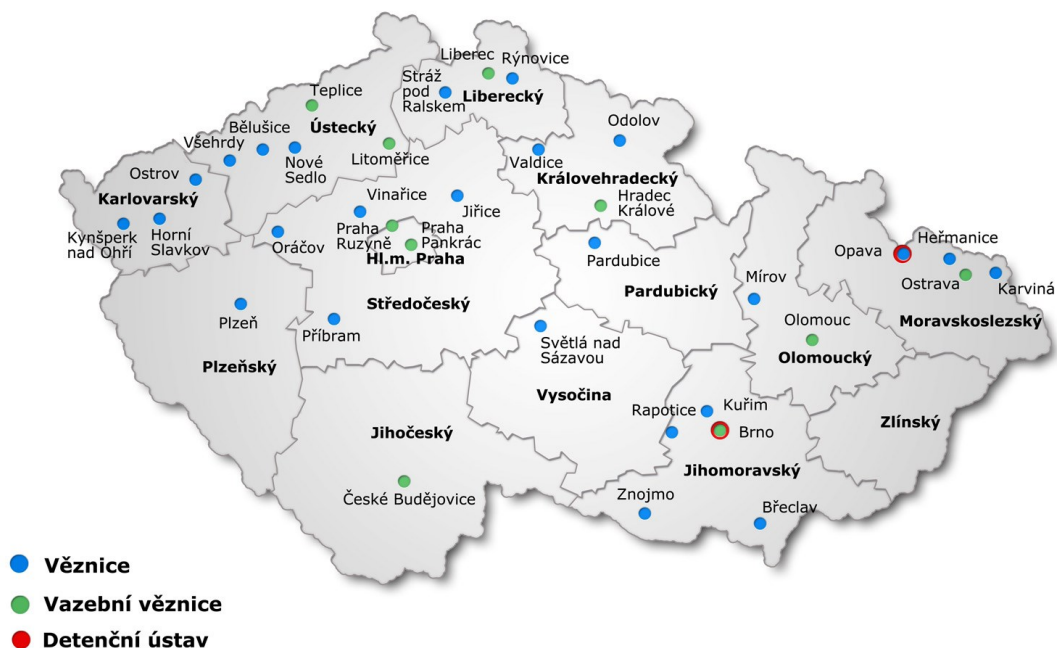 Liberec
Rýnovice
Stráž
pod
Ralskem
Liberecký
Teplice
Ústecký
Bělušice
Všehrdy
Nové
Sedlo
Litoměřice
Odolov
Valdice
Královehradecký
Hradec
Králové
Ostrov
Karlovarský
Kynšperk
nad Ohří
Horní
Slavkov
Vinařice
Jiřice
Praha
Ruzyně
Praha
Pankrác
Hl.m. Praha
Oráčov
Středočeský
Příbram
Plzeň
Plzeňský
Pardubice
Pardubický
Opava
Heřmanice
Mírov
Ostrava
Karviná
Moravskoslezský
Olomouc
Olomoucký
Světlá nad
Sázavou
Vysočina
Rapotice
Kuřim
Brno
Zlínský
Jihočeský
Jihomoravský
České Budějovice
Znojmo
Břeclav
Věznice
Vazební věznice
Detenční ústav